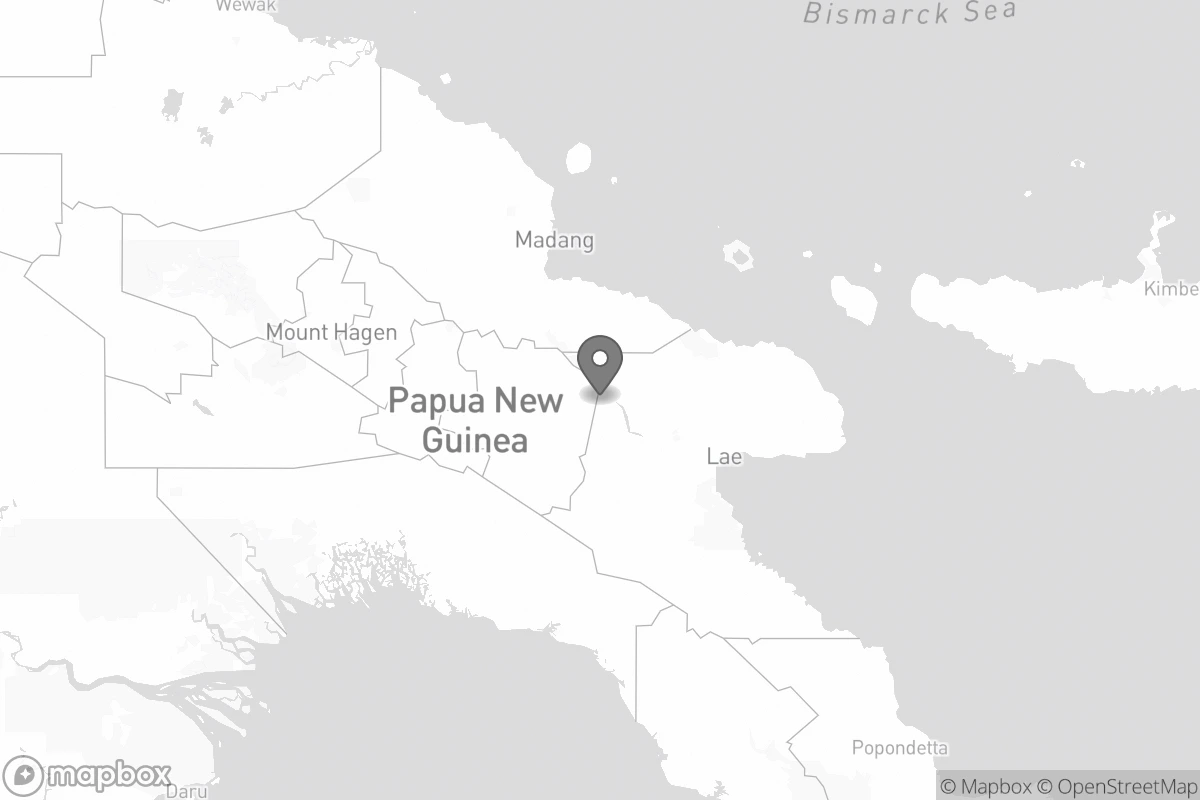 Wewak
Bismarck Sea
Madang
Kimbe
Mount Hagen
Papua New
Guinea
Lae
Popondetta
mapbox
Daru
© Mapbox © OpenStreetMap